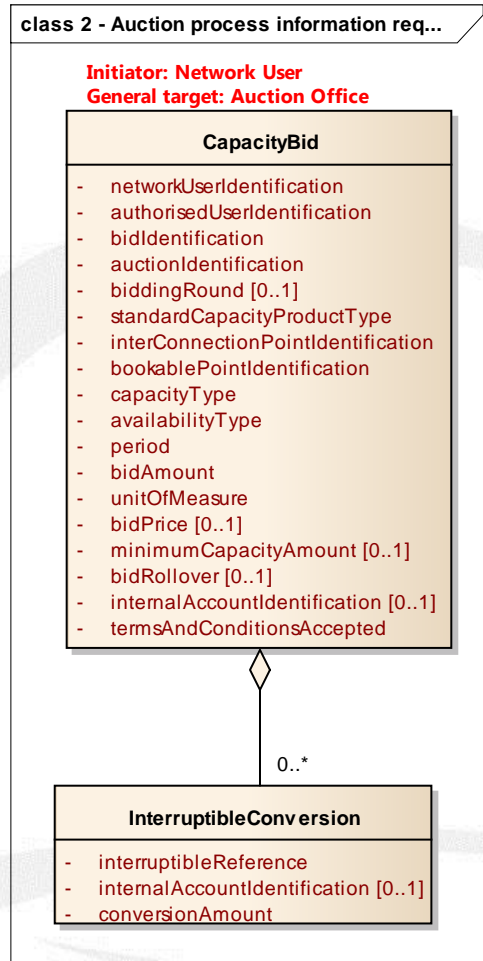 class 2 - Auction process information req...
Initiator: Network User
General target: Auction Office
CapacityBid
- networkUserIdentification
- authorisedUserIdentification
- bidIdentification
- auctionIdentification
- biddingRound [0..1]
- standardCapacityProductType
- interConnectionPointIdentification
- bookablePointIdentification
- capacityType
- availabilityType
- period
- bidAmount
- unitOfMeasure
- bidPrice [0..1]
- minimumCapacityAmount [0..1]
- bidRollover [0..1]
- internalAccountIdentification [0..1]
- termsAndConditionsAccepted
0..*
InterruptibleConversion
- interruptibleReference
- internalAccountIdentification [0..1]
- conversionAmount